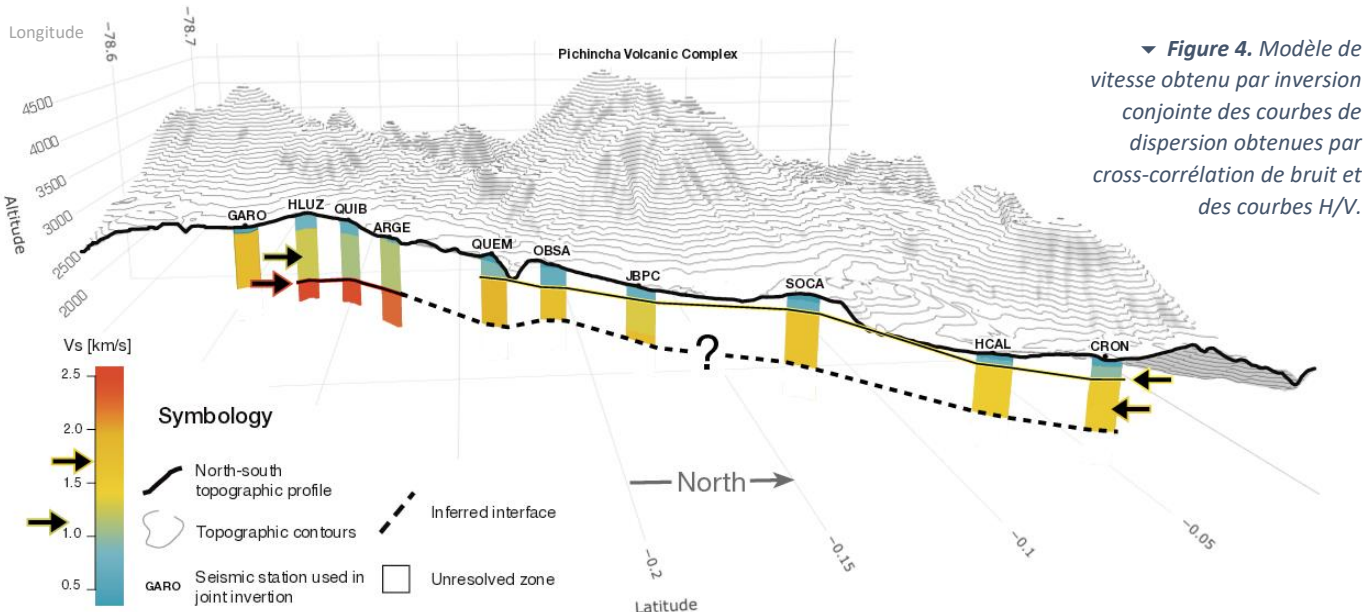 Longitude
−78.6
−78.7
Pichincha Volcanic Complex
▾ Figure 4. Modèle de
vitesse obtenu par inversion
conjointe des courbes de
dispersion obtenues par
cross-corrélation de bruit et
des courbes H/V.
4500
4000
3500
3000
2500
2000
Altitude
GARO
HLUZ
QUIB
ARGE
QUEM
OBSA
JBPC
SOCA
HCAL
CRON
?
Vs [km/s]
2.5
2.0
1.5
1.0
0.5
Symbology
North-south
topographic profile
Topographic contours
GARO
Seismic station used in
joint invertion
Inferred interface
Unresolved zone
North
−0.2
−0.15
−0.1
−0.05
Latitude